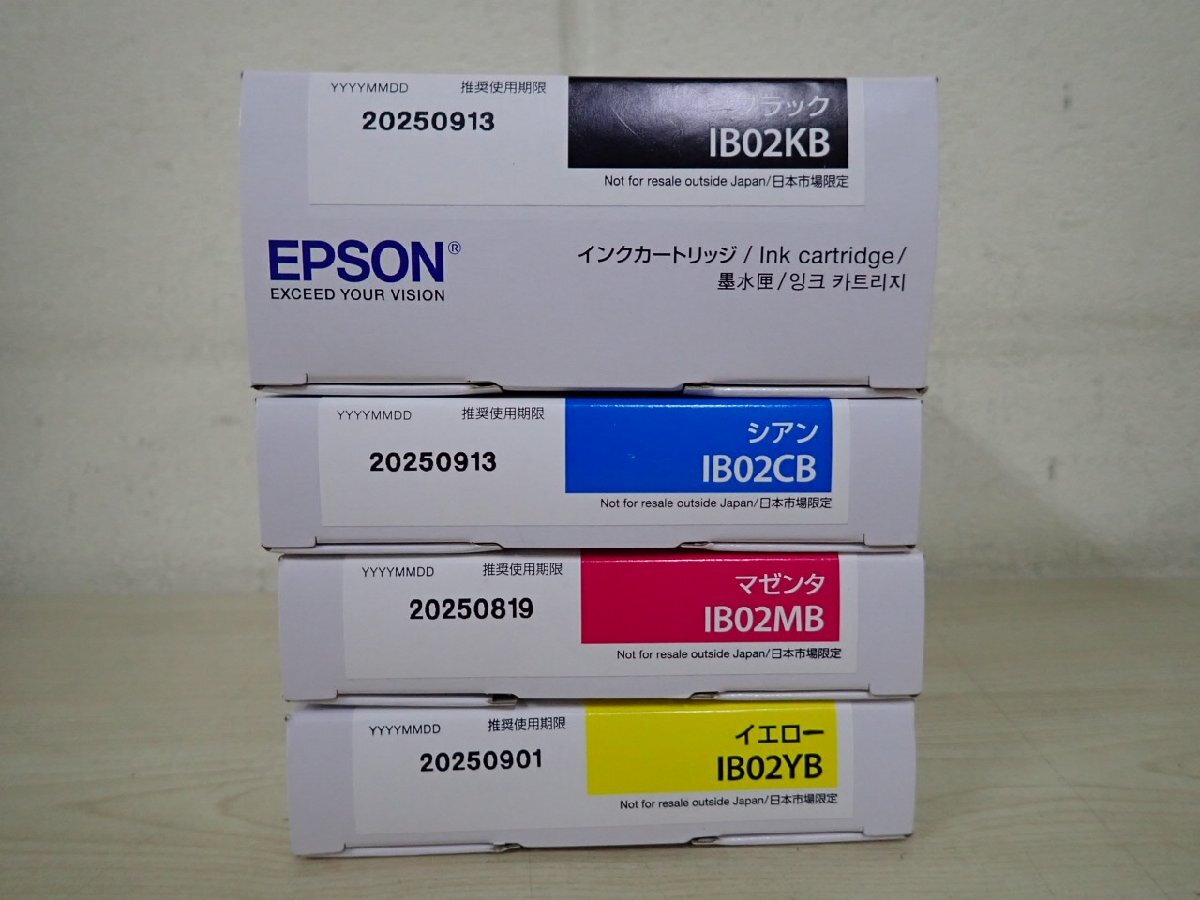 YYYYMMDD 推奨使用期限
20250913
ブラック
IB02KB
Not for resale outside Japan/日本市場限定
EPSON®
EXCEED YOUR VISION
インクカートリッジ / Ink cartridge/
墨水匣/잉크 카트리지
YYYYMMDD 推奨使用期限
20250913
シアン
IB02CB
Not for resale outside Japan/日本市場限定
YYYYMMDD 推奨使用期限
20250819
マゼンタ
IB02MB
Not for resale outside Japan/日本市場限定
YYYYMMDD 推奨使用期限
20250901
イエロー
IB02YB
Not for resale outside Japan/日本市場限定